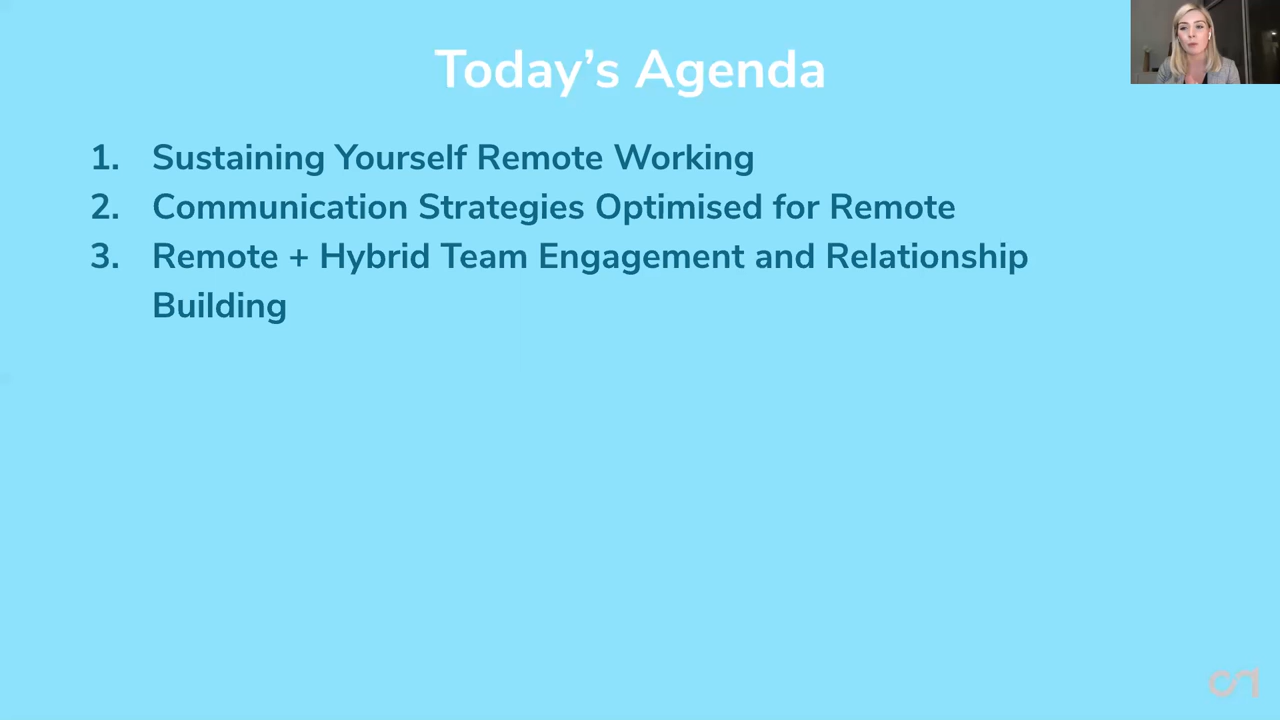 Today's Agenda
1. Sustaining Yourself Remote Working
2. Communication Strategies Optimised for Remote
3. Remote + Hybrid Team Engagement and Relationship
Building